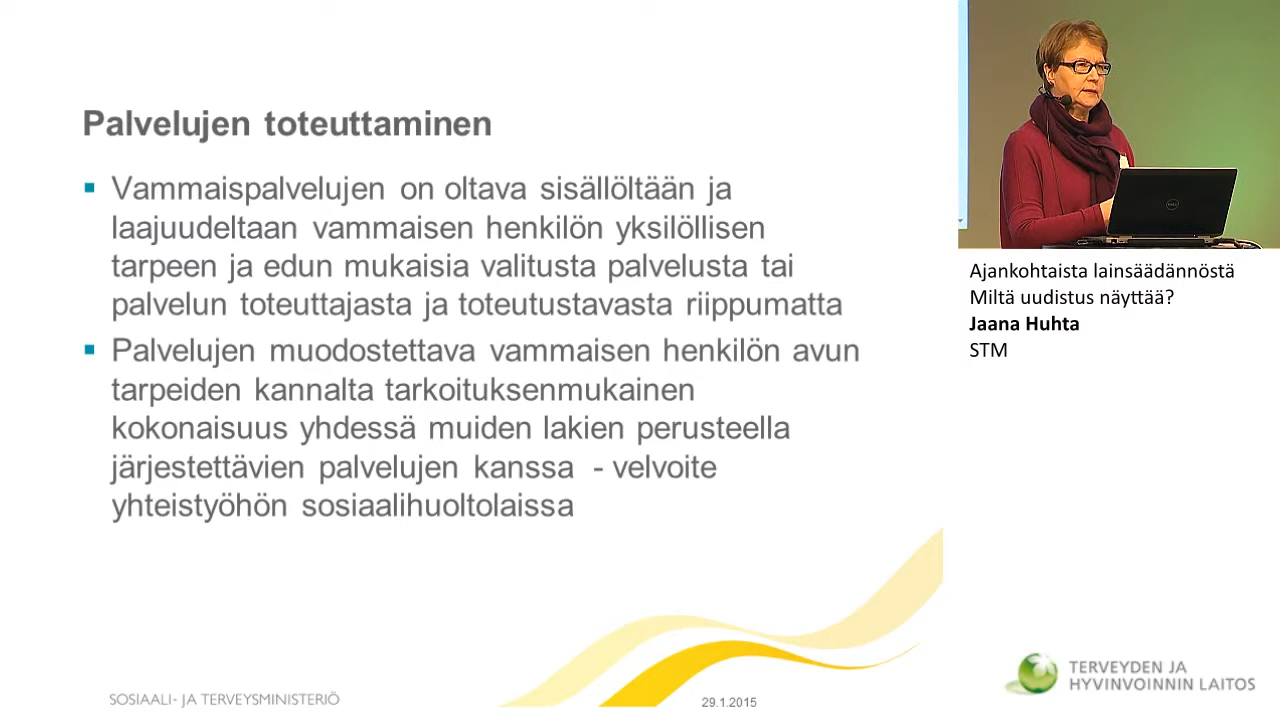 Palvelujen toteuttaminen
Vammaispalvelujen on oltava sisällöltään ja
laajuudeltaan vammaisen henkilön yksilöllisen
tarpeen ja edun mukaisia valitusta palvelusta tai
palvelun toteuttajasta ja toteutustavasta riippumatta
Palvelujen muodostettava vammaisen henkilön avun
tarpeiden kannalta tarkoituksenmukainen
kokonaisuus yhdessä muiden lakien perusteella
järjestettävien palvelujen kanssa - velvoite
yhteistyöhön sosiaalihuoltolaissa
SOSIAALI- JA TERVEYSMINISTERIÖ
29.1.2015
DELL
Ajankohtaista lainsäädännöstä
Miltä uudistus näyttää?
Jaana Huhta
STM
TERVEYDEN JA
HYVINVOINNIN LAITOS